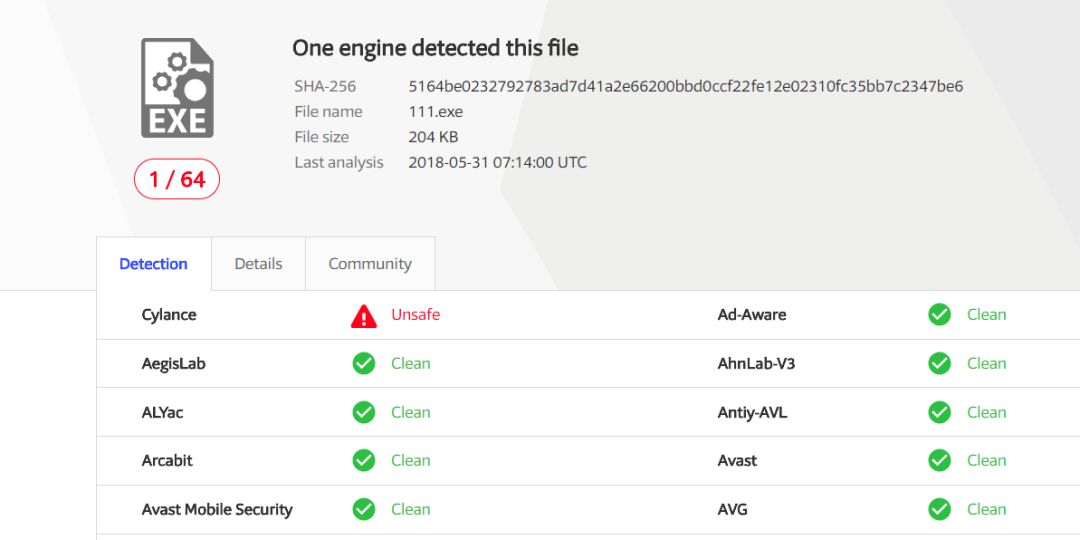 One engine detected this file
SHA-256 5164be0232792783ad7d41a2e66200bbd0ccf22fe12e02310fc35bb7c2347be6
File name 111.exe
File size 204 KB
Last analysis 2018-05-31 07:14:00 UTC
EXE
1 / 64
Detection Details Community
Cylance Unsafe Ad-Aware Clean
AegisLab Clean AhnLab-V3 Clean
ALYac Clean Antiy-AVL Clean
Arcabit Clean Avast Clean
Avast Mobile Security Clean AVG Clean